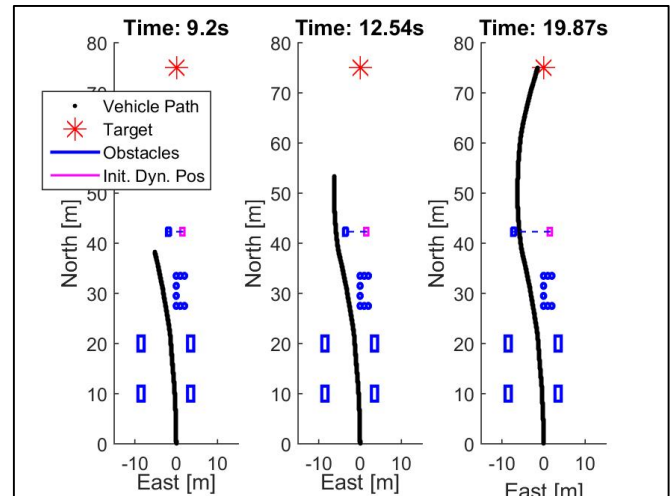 Time: 9.2s
Time: 12.54s
Time: 19.87s
80
70
60
50
40
30
20
10
0
North [m]
-10 0 10
East [m]
Vehicle Path
Target
Obstacles
Init. Dyn. Pos
80
70
60
50
40
30
20
10
0
North [m]
-10 0 10
East [m]
80
70
60
50
40
30
20
10
0
North [m]
-10 0 10
East [m]